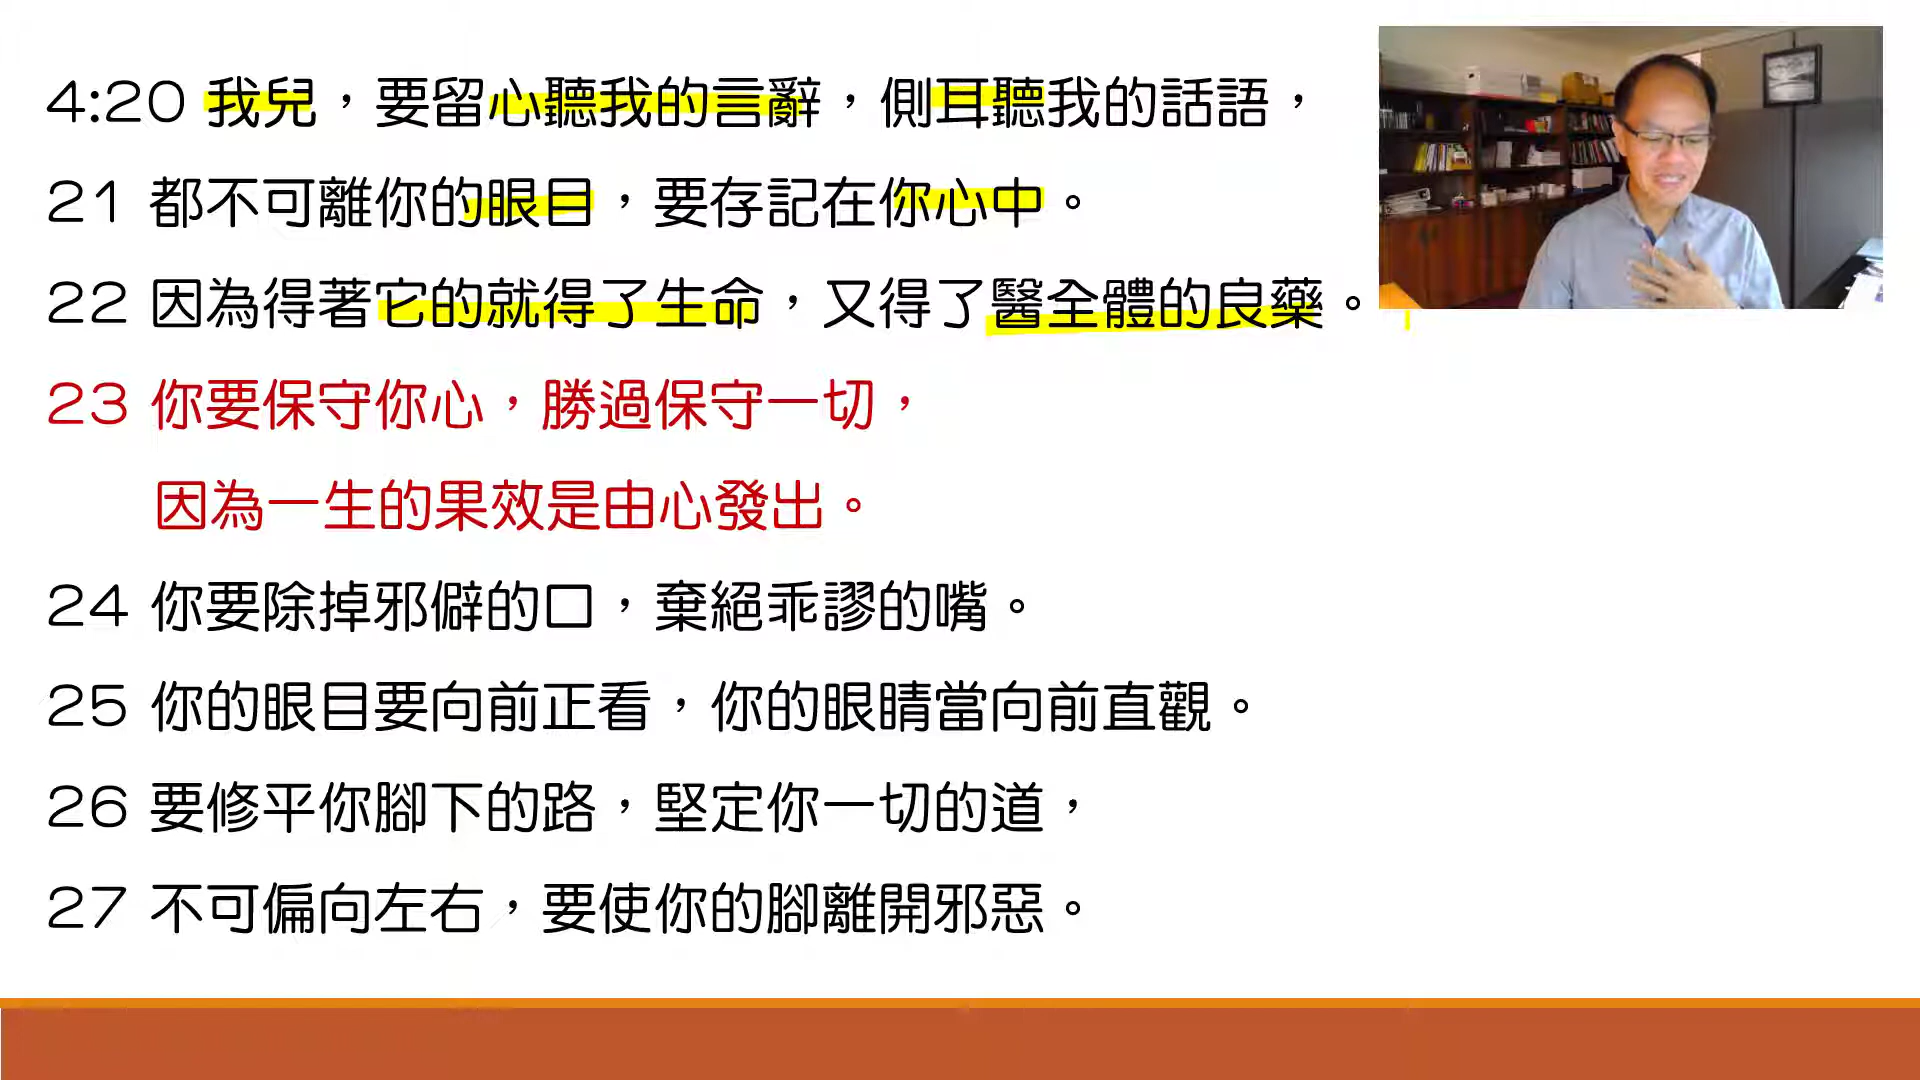 4:20 我兒，要留心聽我的言辭，側耳聽我的話語，
21 都不可離你的眼目，要存記在你心中。
22 因為得著它的就得了生命，又得了醫全體的良藥。
23 你要保守你心，勝過保守一切，
因為一生的果效是由心發出。
24 你要除掉邪僻的口，棄絕乖謬的嘴。
25 你的眼目要向前正看，你的眼睛當向前直觀。
26 要修平你腳下的路，堅定你一切的道，
27 不可偏向左右，要使你的腳離開邪惡。